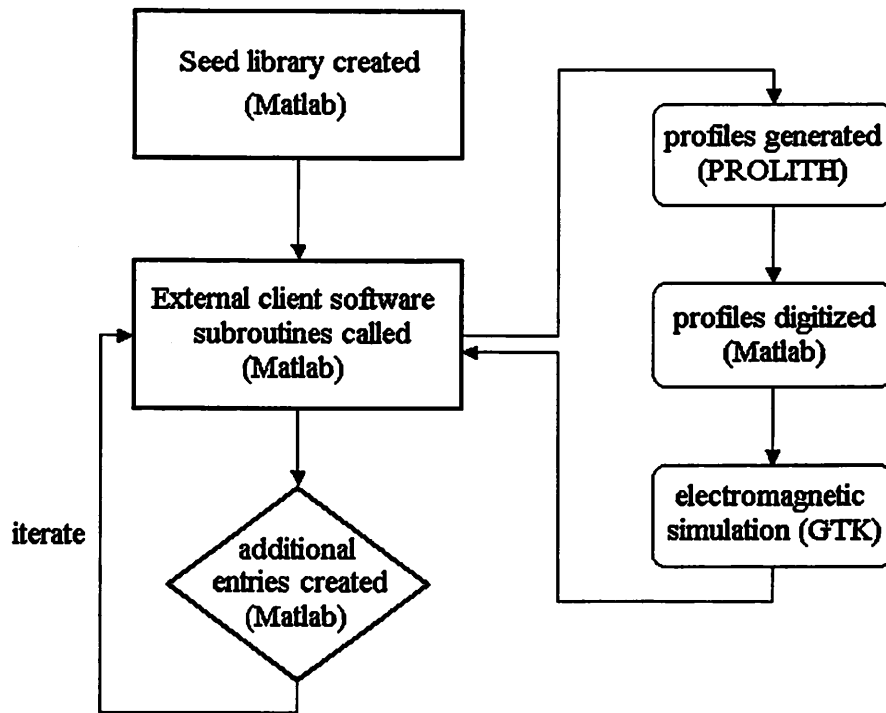 Seed library created
(Matlab)
profiles generated
(PROLITH)
External client software
subroutines called
(Matlab)
profiles digitized
(Matlab)
electromagnetic
simulation (GTK)
iterate
additional
entries created
(Matlab)